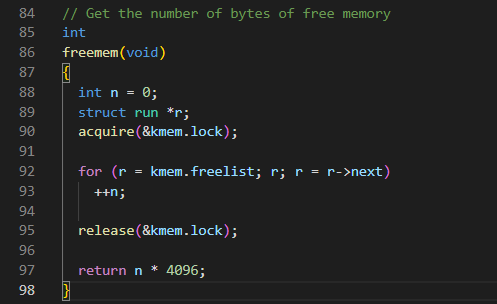 84 // Get the number of bytes of free memory
85 int
86 freemem(void)
87 {
88   int n = 0;
89   struct run *r;
90   acquire(&kmem.lock);
91
92   for (r = kmem.freelist; r; r = r->next)
93     ++n;
94
95   release(&kmem.lock);
96
97   return n * 4096;
98 }